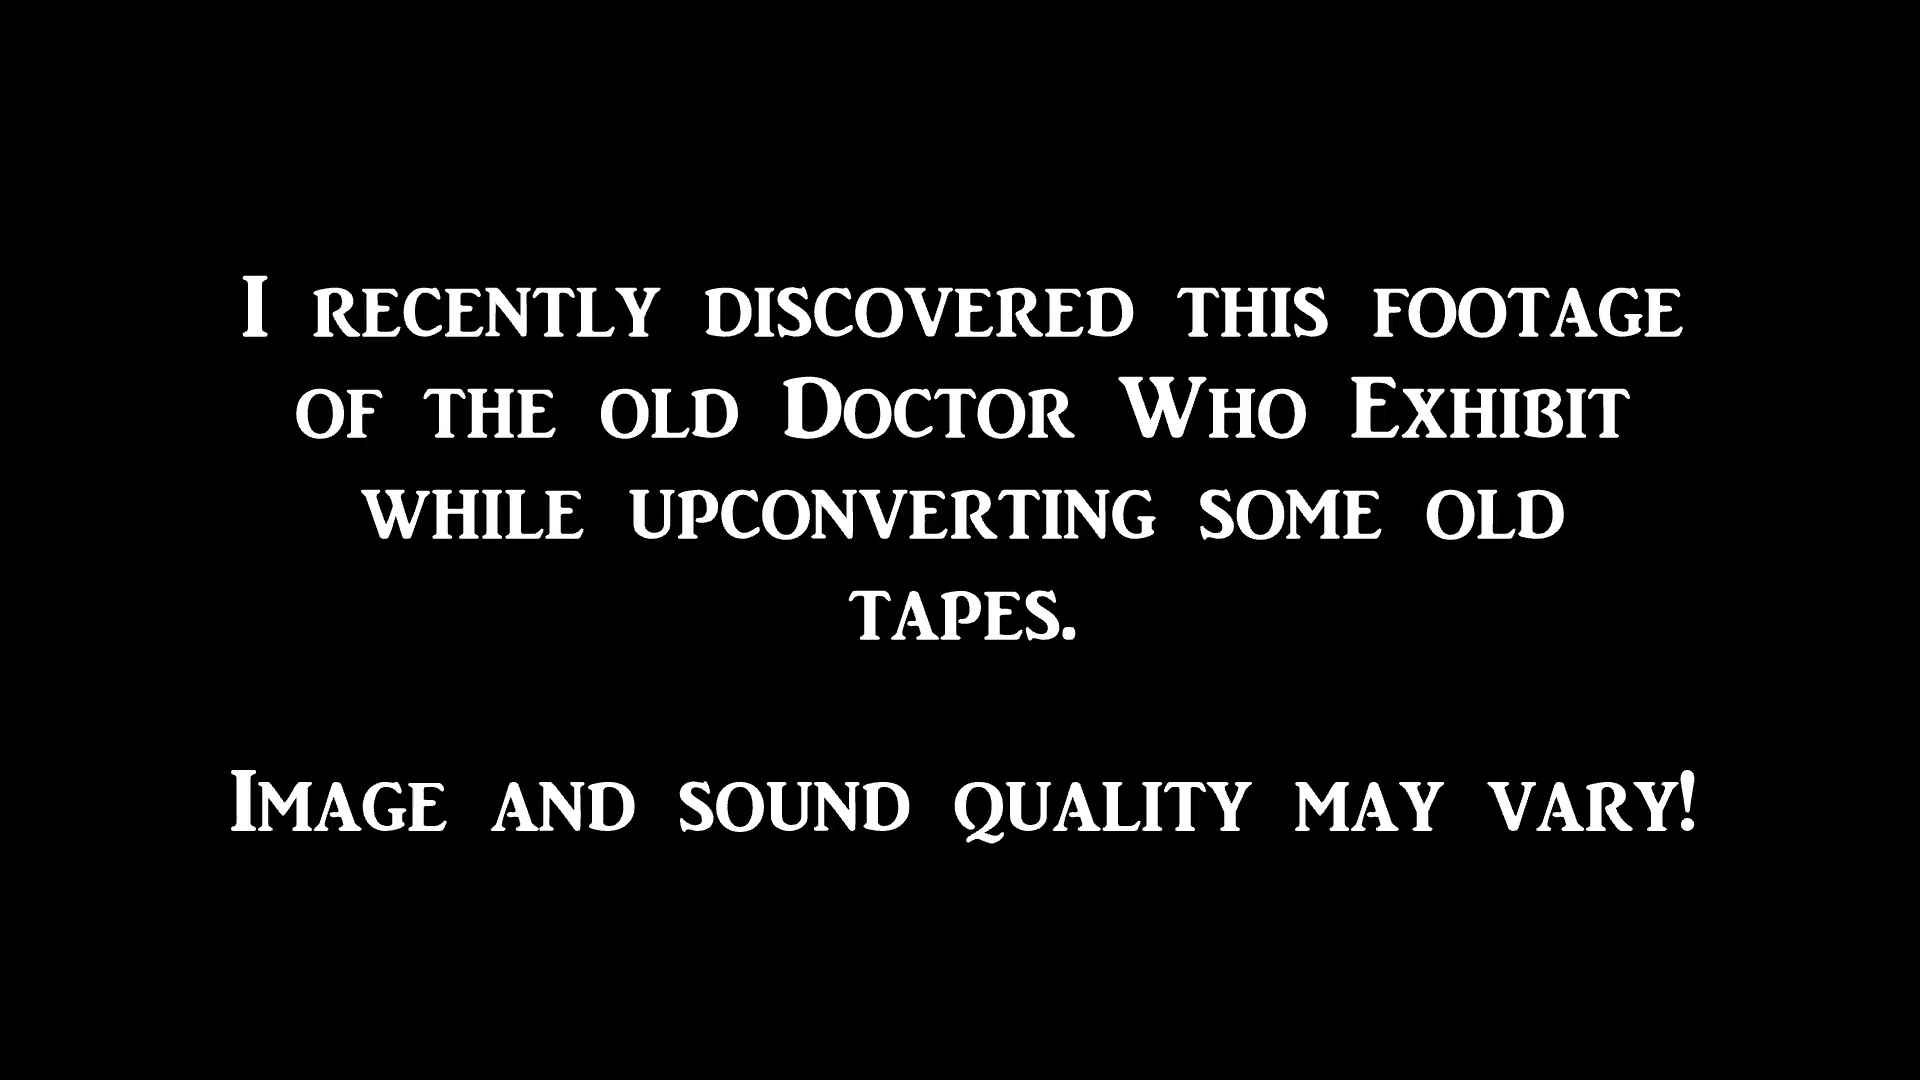 I recently discovered this footage
of the old Doctor Who Exhibit
while upconverting some old
tapes.
Image and sound quality may vary!